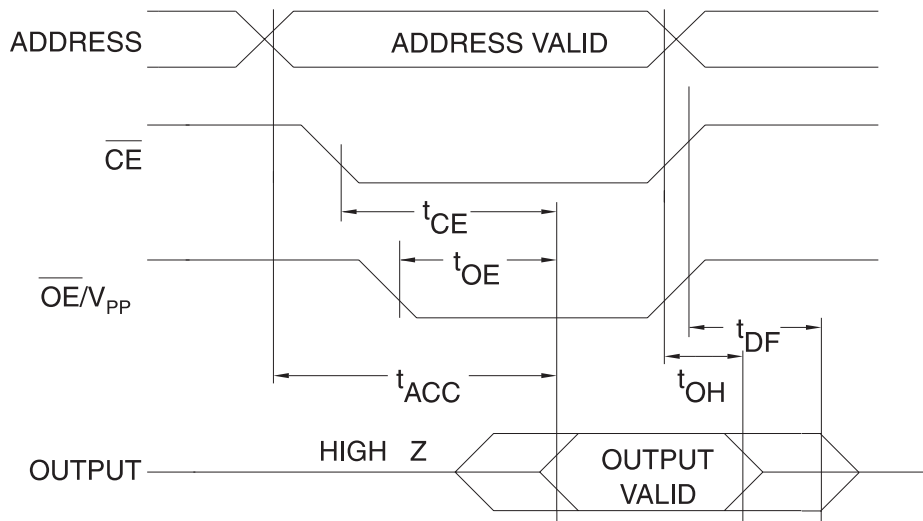 ADDRESS
ADDRESS VALID
CE
tCE
tOE
OE/VPP
tDF
tACC
tOH
HIGH Z
OUTPUT
OUTPUT
VALID